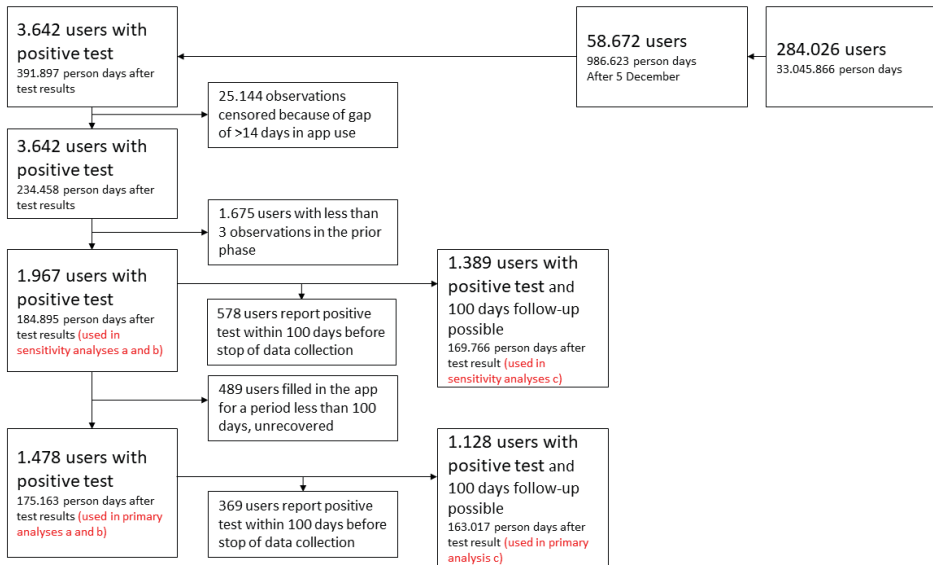 3.642 users with
positive test
391.897 person days after
test results
58.672 users
986.623 person days
After 5 December
284.026 users
33.045.866 person days
25.144 observations
censored because of gap
of >14 days in app use
3.642 users with
positive test
234.458 person days after
test results
1.675 users with less than
3 observations in the prior
phase
1.967 users with
positive test
184.895 person days after
test results (used in
sensitivity analyses a and b)
578 users report positive
test within 100 days before
stop of data collection
1.389 users with
positive test and
100 days follow-up
possible
169.766 person days after
test result (used in
sensitivity analyses c)
489 users filled in the app
for a period less than 100
days, unrecovered
1.478 users with
positive test
175.163 person days after
test results (used in primary
analyses a and b)
369 users report positive
test within 100 days before
stop of data collection
1.128 users with
positive test and
100 days follow-up
possible
163.017 person days after
test result (used in primary
analysis c)